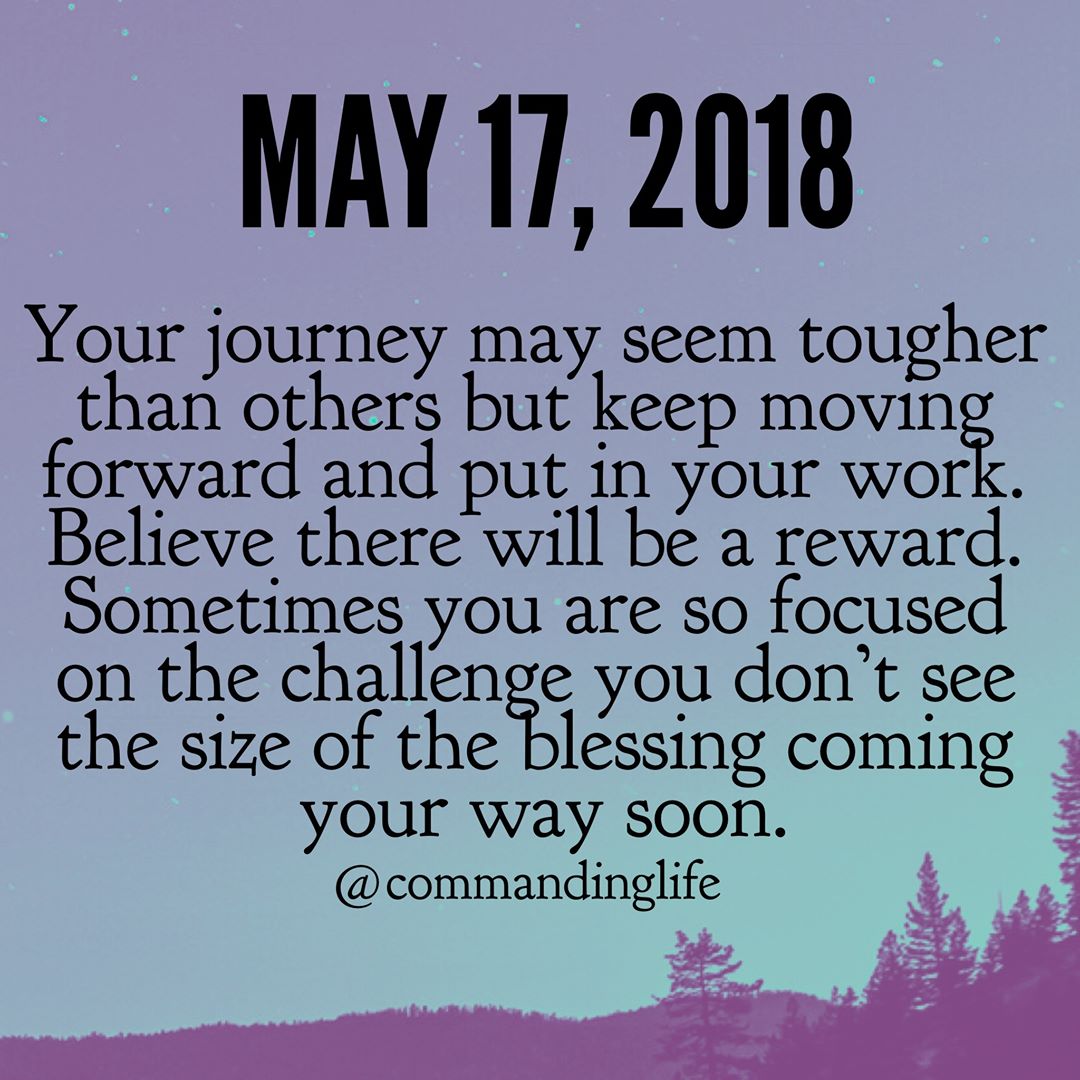 MAY 17, 2018
Your journey may seem tougher
than others but keep moving
forward and put in your work.
Believe there will be a reward.
Sometimes you are so focused
on the challenge you don’t see
the size of the blessing coming
your way soon.
@commandinglife